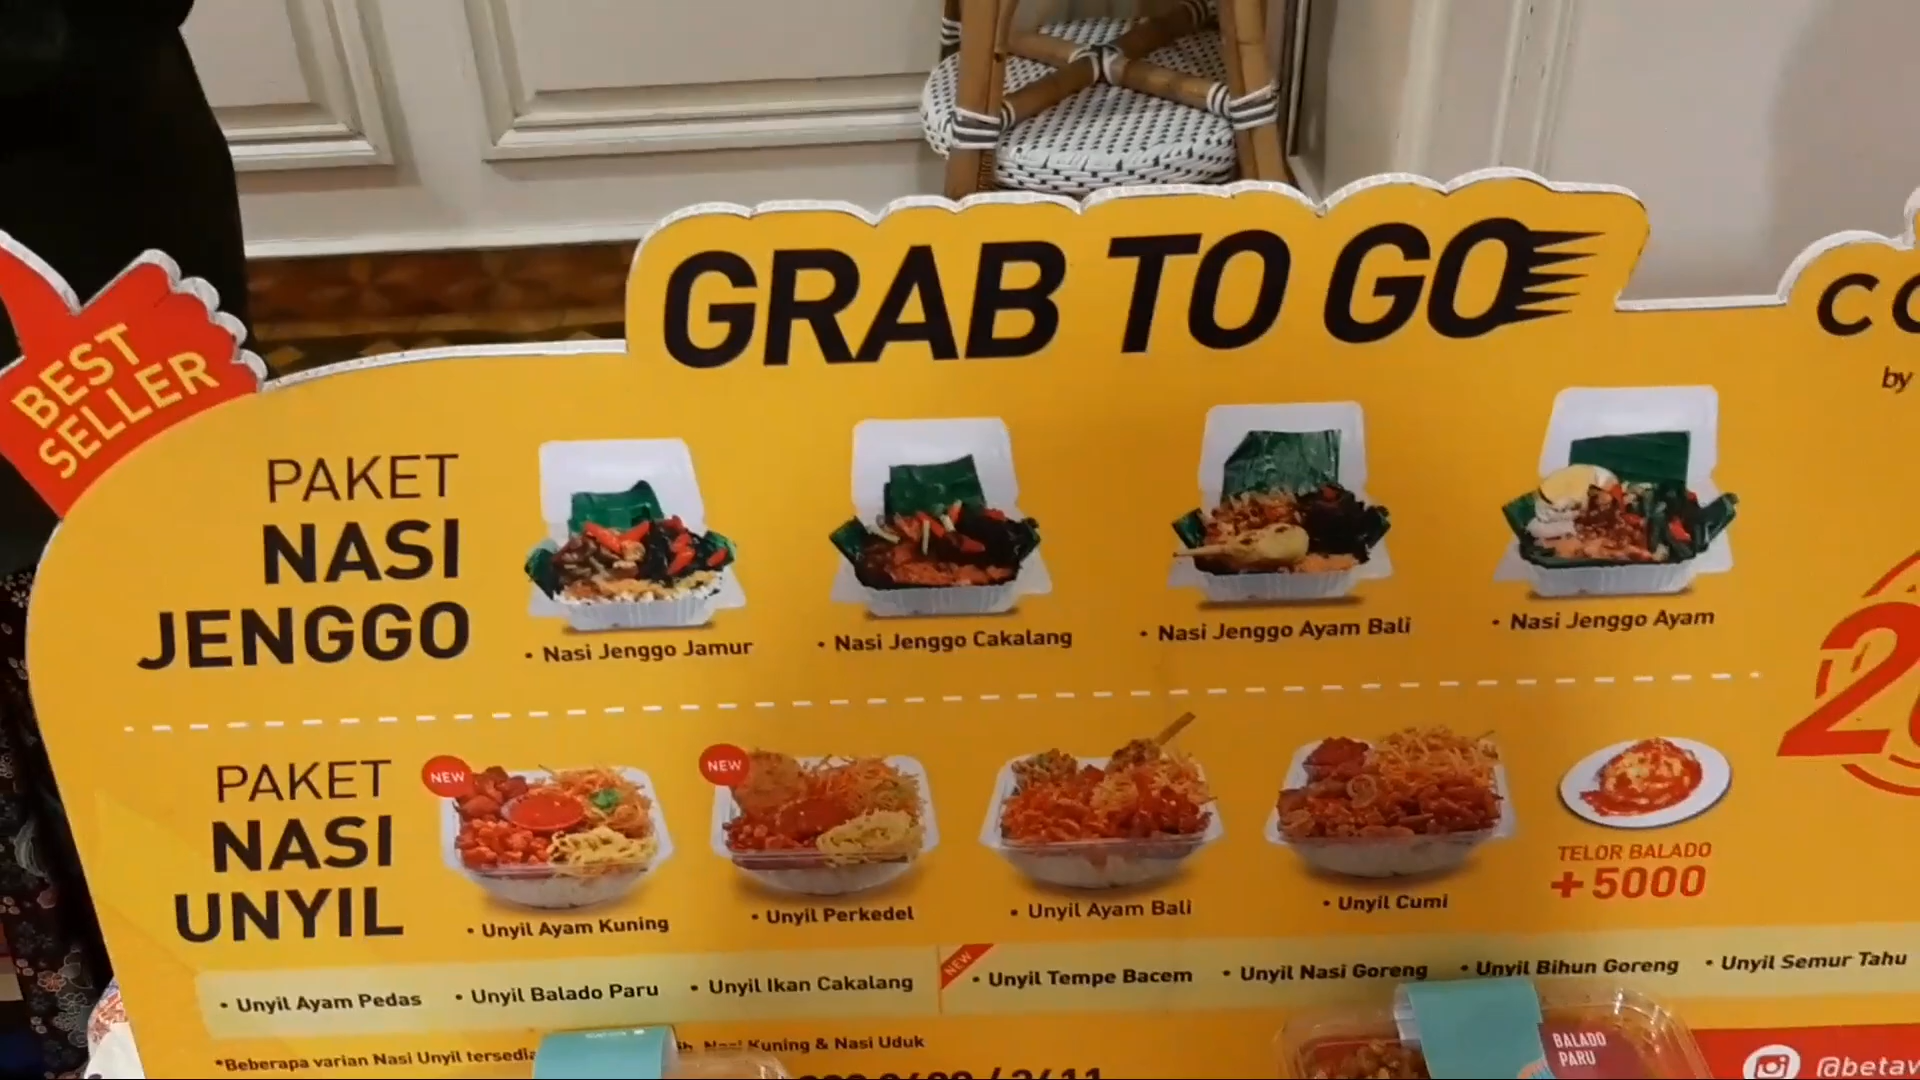 GRAB TO GO
BEST
SELLER
by
PAKET
NASI
JENGGO
• Nasi Jenggo Jamur
• Nasi Jenggo Cakalang
• Nasi Jenggo Ayam Bali
• Nasi Jenggo Ayam
PAKET
NASI
UNYIL
NEW
• Unyil Ayam Kuning
NEW
• Unyil Perkedel
• Unyil Ayam Bali
• Unyil Cumi
TELOR BALADO
+ 5000
• Unyil Ayam Pedas • Unyil Balado Paru • Unyil Ikan Cakalang
NEW
• Unyil Tempe Bacem • Unyil Nasi Goreng • Unyil Bihun Goreng • Unyil Semur Tahu
*Beberapa varian Nasi Unyil Nasi Kuning & Nasi Uduk
BALADO
PARU